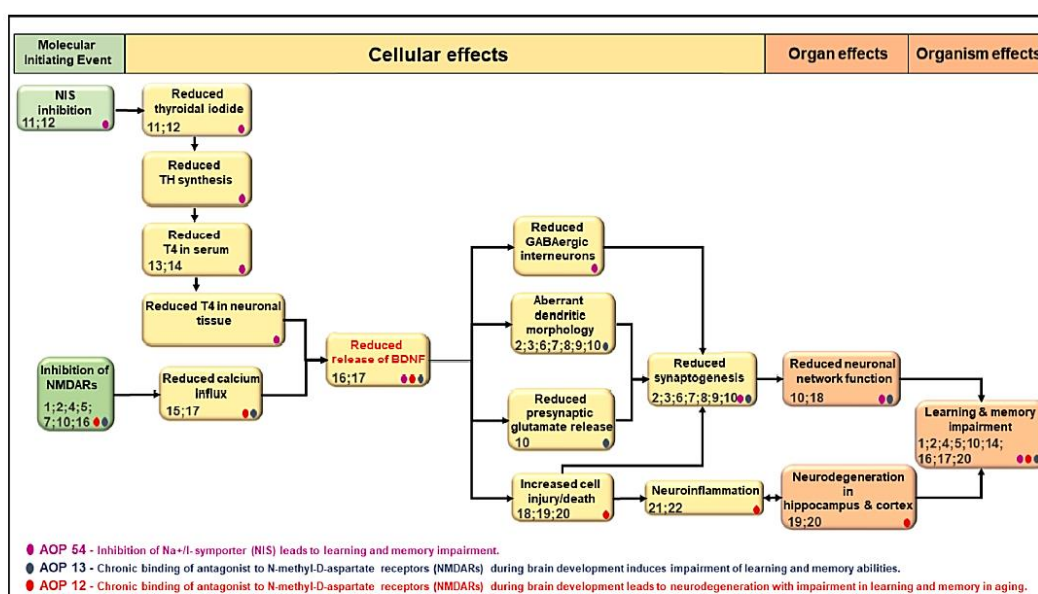 Molecular
Initiating Event
Cellular effects
Organ effects
Organism effects
NIS
inhibition
11;12
Reduced
thyroidal iodide
11;12
Reduced
TH synthesis
Reduced
T4 in serum
13;14
Reduced T4 in neuronal
tissue
Inhibition of
NMDARs
1;2;4;5;
7;10;16
Reduced calcium
influx
15;17
Reduced
release of BDNF
16;17
Reduced
GABAergic
interneurons
Aberrant
dendritic
morphology
2;3;6;7;8;9;10
Reduced
presynaptic
glutamate release
10
Increased cell
injury/death
18;19;20
Reduced
synaptogenesis
2;3;6;7;8;9;10
Neuroinflammation
21;22
Reduced neuronal
network function
10;18
Neurodegeneration
in
hippocampus & cortex
19;20
Learning & memory
impairment
1;2;4;5;10;14;
16;17;20
AOP 54 - Inhibition of Na+/I- symporter (NIS) leads to learning and memory impairment.
AOP 13 - Chronic binding of antagonist to N-methyl-D-aspartate receptors (NMDARs) during brain development induces impairment of learning and memory abilities.
AOP 12 - Chronic binding of antagonist to N-methyl-D-aspartate receptors (NMDARs) during brain development leads to neurodegeneration with impairment in learning and memory in aging.